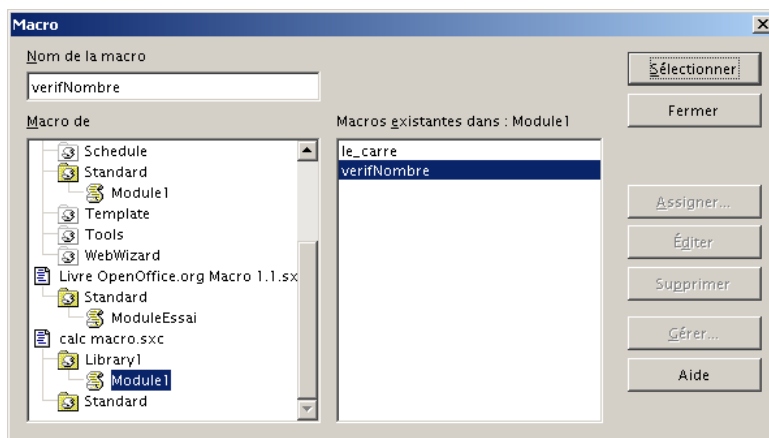 Macro
Nom de la macro
verifNombre
Macro de
Schedule
Standard
Module1
Template
Tools
WebWizard
Livre OpenOffice.org Macro 1.1.sx
Standard
ModuleEssai
calc macro.sxc
Library1
Module1
Standard
Macros existantes dans : Module1
le_carre
verifNombre
Sélectionner
Fermer
Assigner...
Éditer
Supprimer
Gérer...
Aide